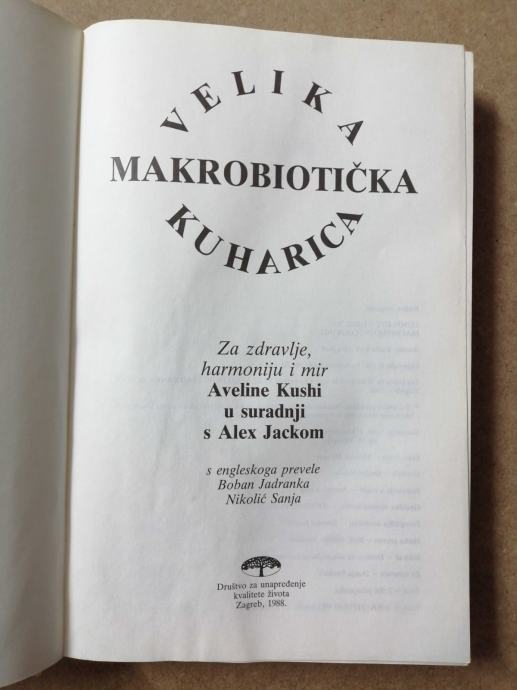 VELIKA
MAKROBIOTIČKA
KUHARICA
Za zdravlje,
harmoniju i mir
Aveline Kushi
u suradnji
s Alex Jackom
s engleskoga prevele
Boban Jadranka
Nikolić Sanja
Društvo za unapređenje
kvalitete života
Zagreb, 1988.